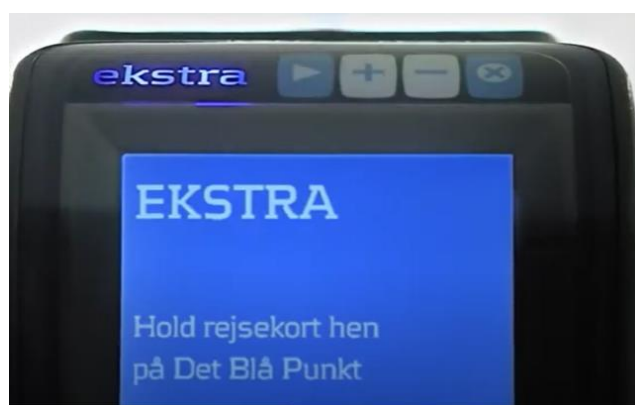 ekstra
EKSTRA
Hold rejsekort hen
på Det Blå Punkt